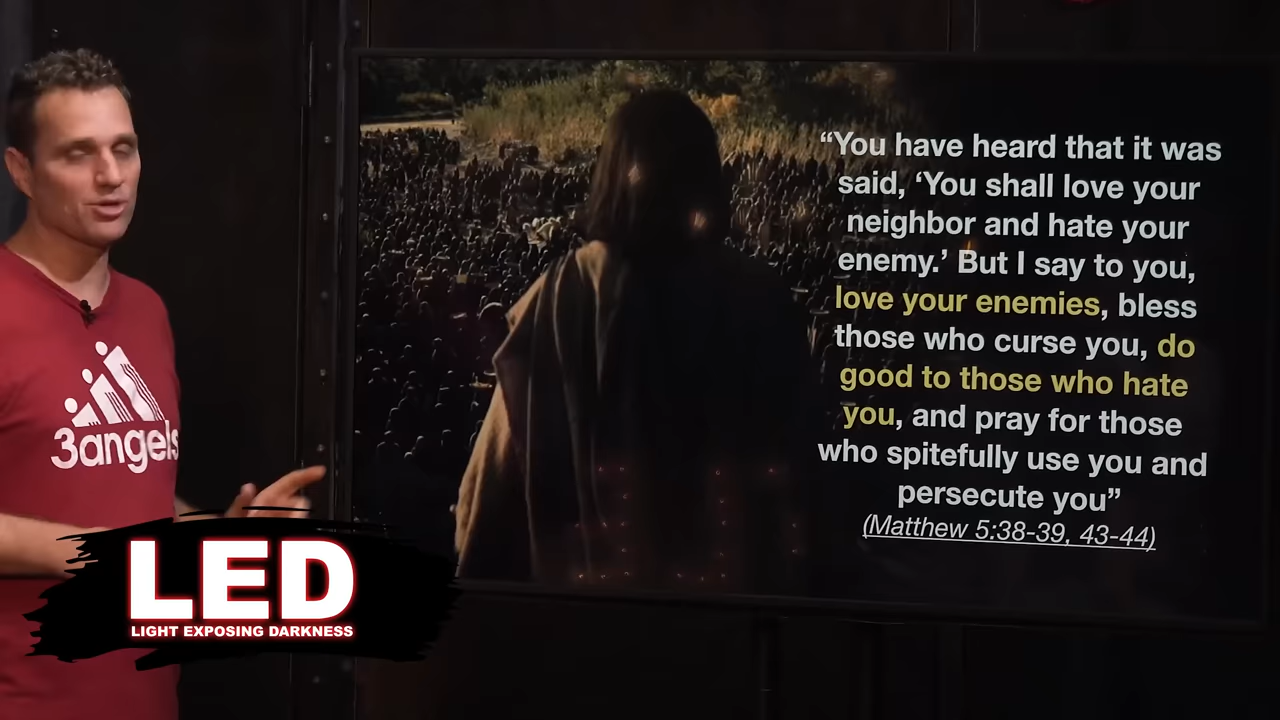 “You have heard that it was
said, ‘You shall love your
neighbor and hate your
enemy.’ But I say to you,
love your enemies, bless
those who curse you, do
good to those who hate
you, and pray for those
who spitefully use you and
persecute you”
(Matthew 5:38-39, 43-44)
3angels
LED
LIGHT EXPOSING DARKNESS